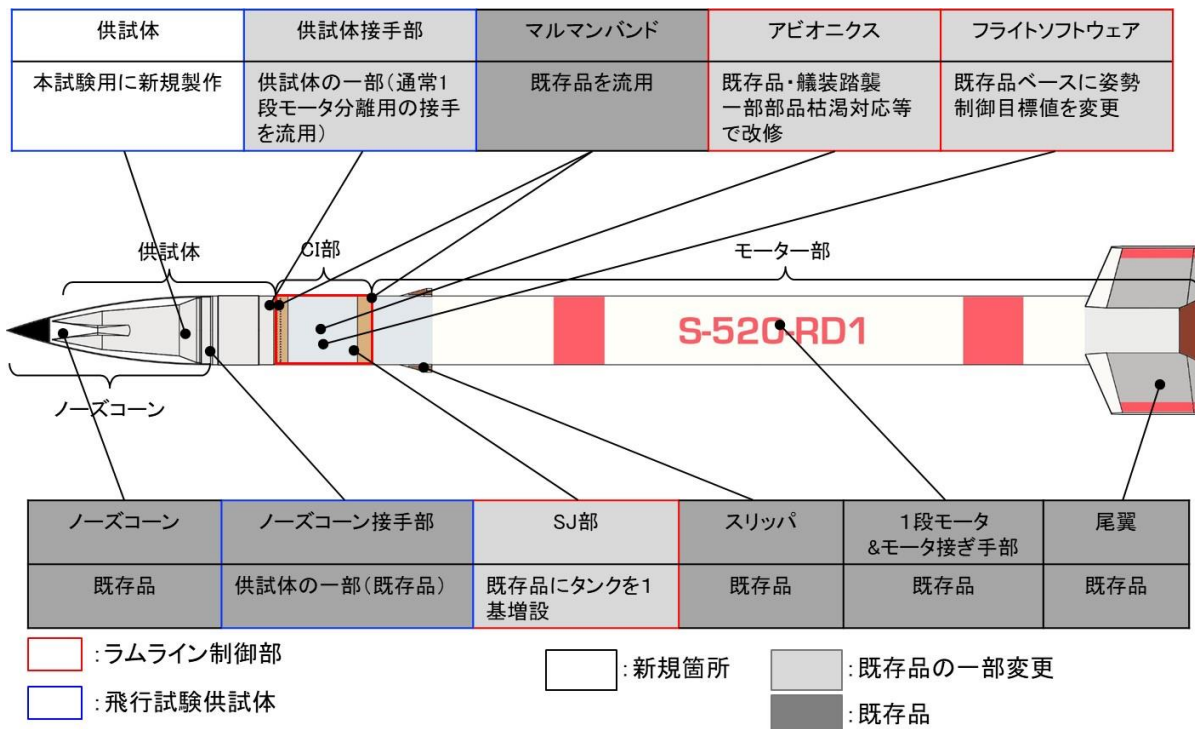 供試体
供試体接手部
マルマンバンド
アビオニクス
フライトソフトウェア
本試験用に新規製作
供試体の一部(通常1
段モータ分離用の接手
を流用)
既存品を流用
既存品・艤装踏襲
一部部品枯渇対応等
で改修
既存品ベースに姿勢
制御目標値を変更
供試体
CI部
モーター部
S-520-RD1
ノーズコーン
ノーズコーン
ノーズコーン接手部
SJ部
スリッパ
1段モータ
&モータ接ぎ手部
尾翼
既存品
供試体の一部(既存品)
既存品にタンクを1
基増設
既存品
既存品
既存品
:ラムライン制御部
:飛行試験供試体
:新規箇所
:既存品の一部変更
:既存品